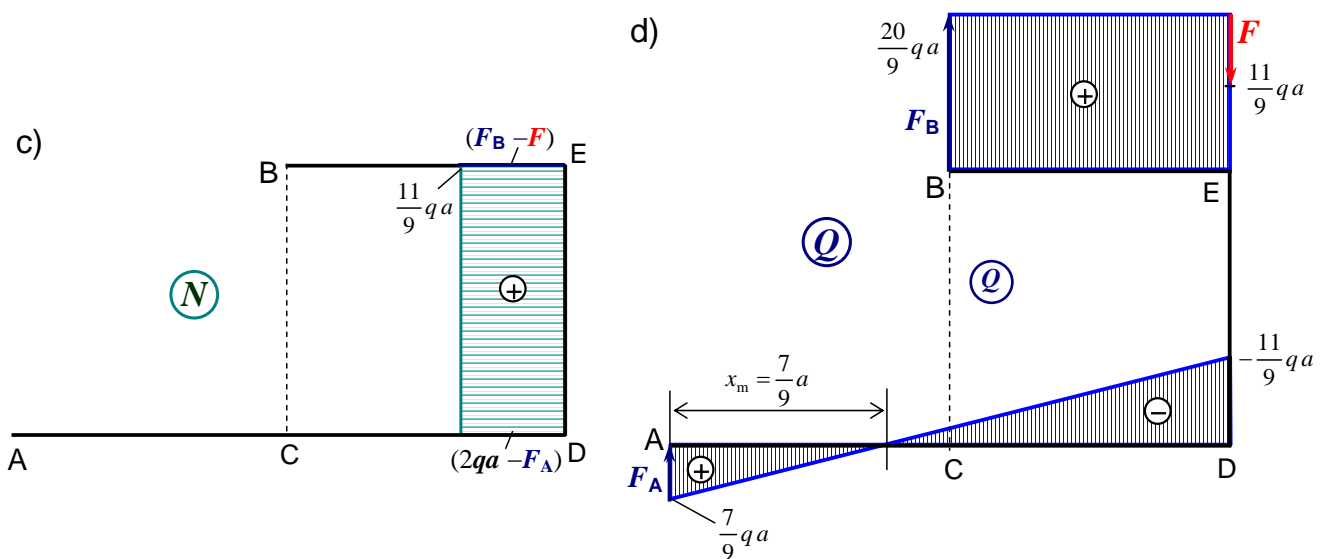 c)
(F_B – F)
B
E
11/9 qa
N
+
A
C
D
(2qa – F_A)
d)
20/9 qa
F
11/9 qa
F_B
+
B
E
Q
Q
x_m = 7/9 a
-11/9 qa
A
+
−
F_A
C
D
7/9 qa